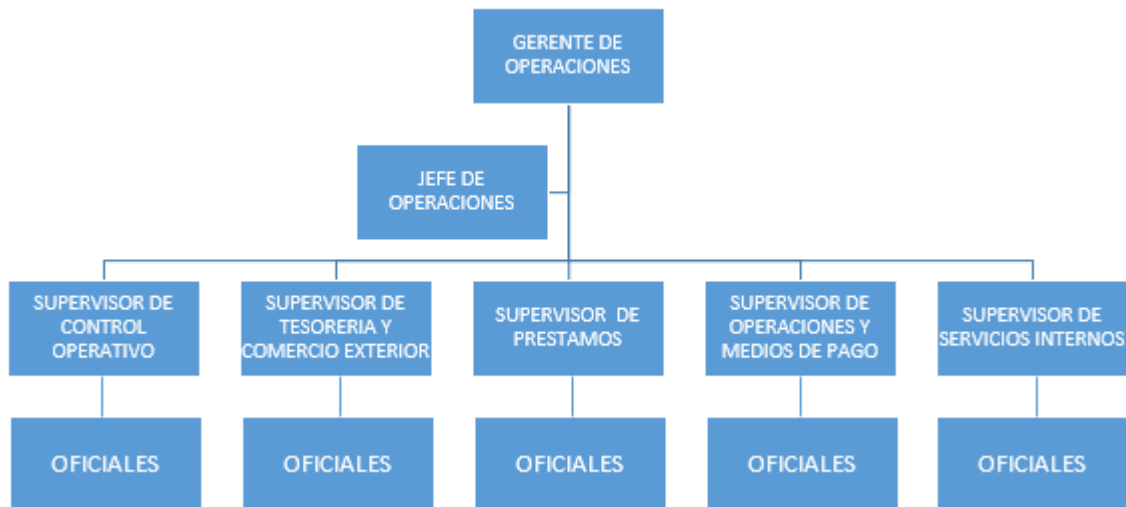 GERENTE DE
OPERACIONES
JEFE DE
OPERACIONES
SUPERVISOR DE
CONTROL
OPERATIVO
SUPERVISOR DE
TESORERIA Y
COMERCIO EXTERIOR
SUPERVISOR DE
PRESTAMOS
SUPERVISOR DE
OPERACIONES Y
MEDIOS DE PAGO
SUPERVISOR DE
SERVICIOS INTERNOS
OFICIALES
OFICIALES
OFICIALES
OFICIALES
OFICIALES